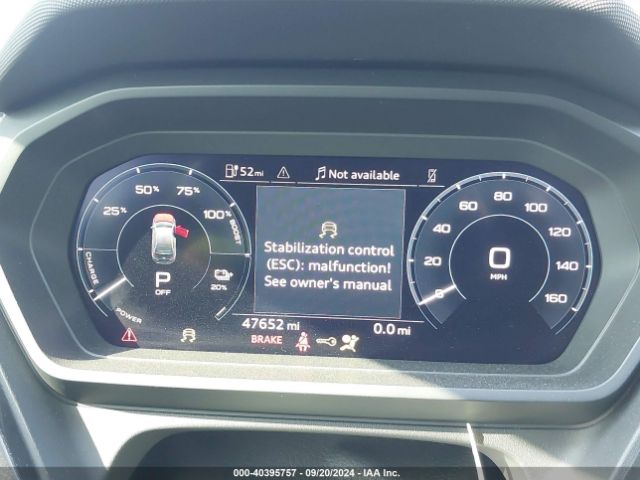 52 mi
Not available
25% 50% 75% 100% BOOST
CHARGE
POWER
P
OFF
20%
Stabilization control
(ESC): malfunction!
See owner's manual
0 20 40 60 80 100 120 140 160
0
MPH
47652 mi 0.0 mi
BRAKE
000-40395757 - 09/20/2024 - IAA Inc.